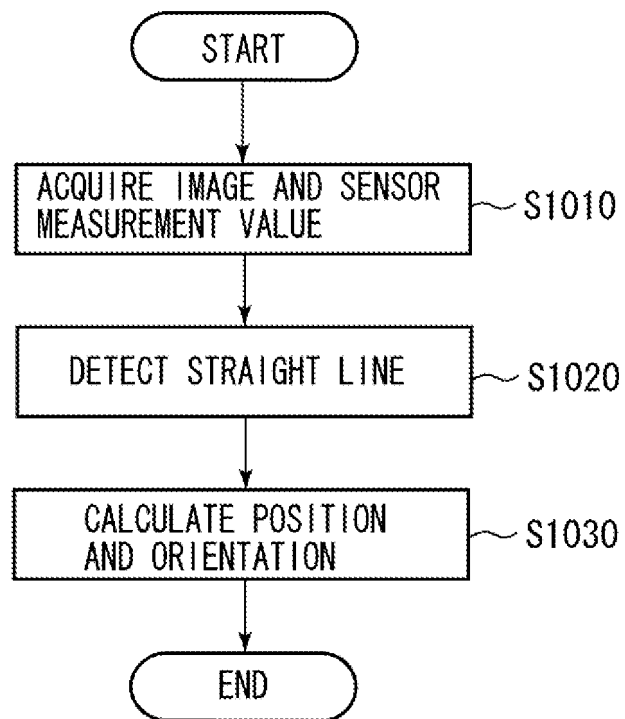 START
ACQUIRE IMAGE AND SENSOR
MEASUREMENT VALUE
S1010
DETECT STRAIGHT LINE
S1020
CALCULATE POSITION
AND ORIENTATION
S1030
END